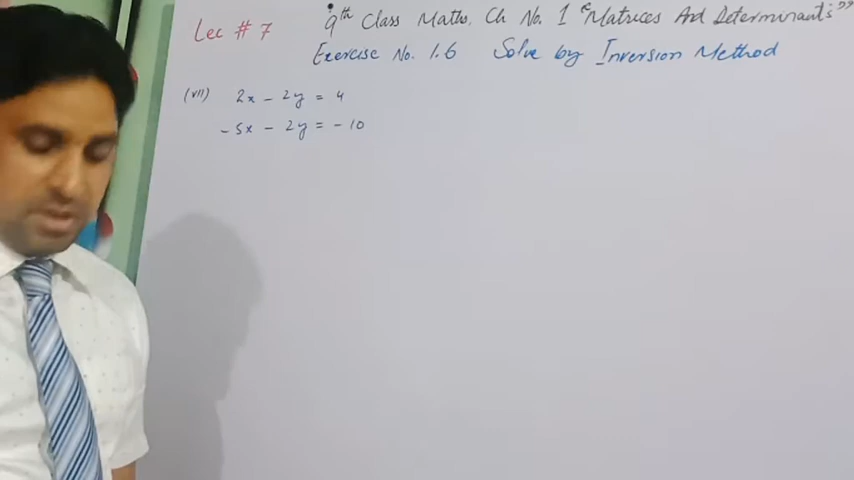 Lec # 7
9th Class Maths, Ch No. 1 "Matrices And Determinants"
Exercise No. 1.6 Solve by Inversion Method
(VII) 2x - 2y = 4
- 5x - 2y = - 10